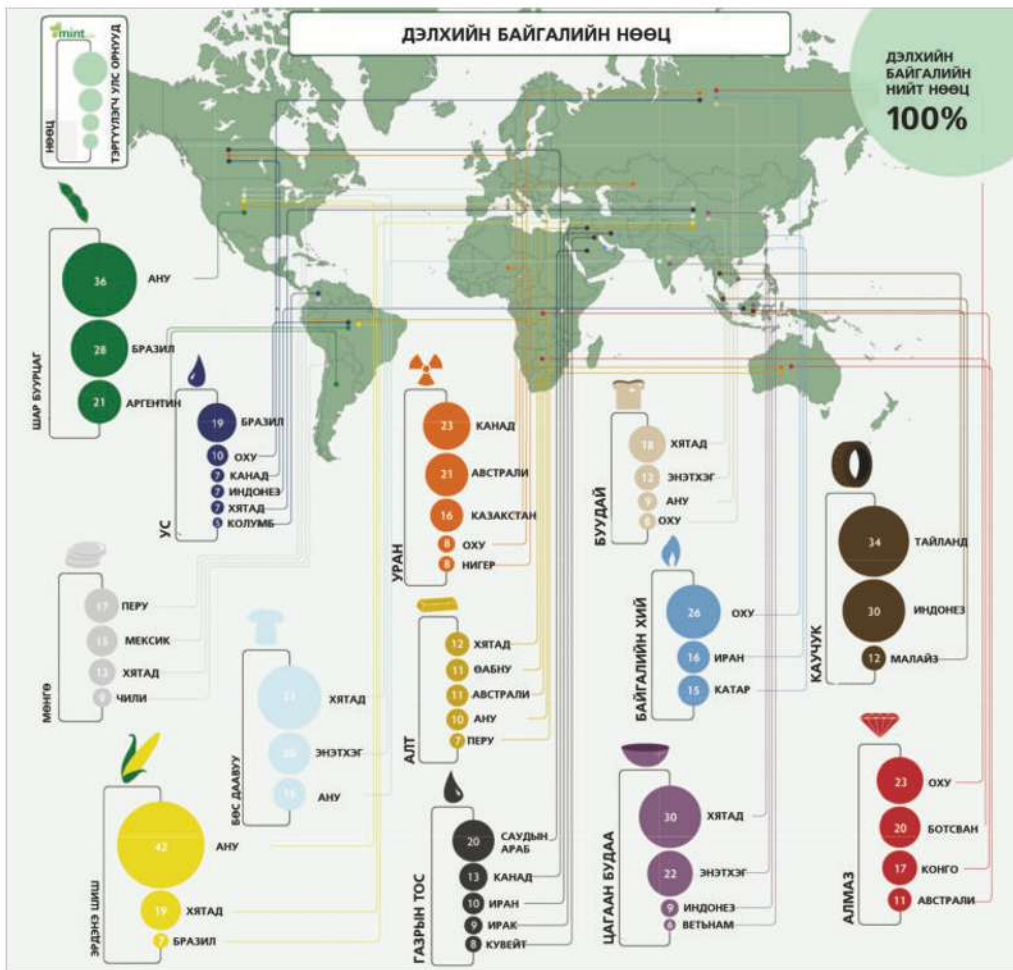 ДЭЛХИЙН БАЙГАЛИЙН НӨӨЦ
mint
НӨӨЦ
ТЭРГҮҮЛЭГЧ УЛС ОРНУУД
ДЭЛХИЙН
БАЙГАЛИЙН
НИЙТ НӨӨЦ
100%
ШАР БУУРЦАГ
36 АНУ
28 БРАЗИЛ
21 АРГЕНТИН
УС
19 БРАЗИЛ
10 ОХУ
7 КАНАД
7 ИНДОНЕЗ
7 ХЯТАД
5 КОЛУМБ
УРАН
23 КАНАД
21 АВСТРАЛИ
16 КАЗАКСТАН
8 ОХУ
8 НИГЕР
БУУДАЙ
18 ХЯТАД
12 ЭНЭТХЭГ
9 АНУ
8 ОХУ
КАУЧУК
34 ТАЙЛАНД
30 ИНДОНЕЗ
12 МАЛАЙЗ
МӨНГӨ
17 ПЕРУ
15 МЕКСИК
13 ХЯТАД
9 ЧИЛИ
БӨС ДААВУУ
ХЯТАД
ЭНЭТХЭГ
АНУ
АЛТ
12 ХЯТАД
11 ӨАБНУ
11 АВСТРАЛИ
10 АНУ
7 ПЕРУ
БАЙГАЛИЙН ХИЙ
26 ОХУ
16 ИРАН
15 КАТАР
ЭРДЭНЭ ШИШ
42 АНУ
19 ХЯТАД
7 БРАЗИЛ
ГАЗРЫН ТОС
20 САУДЫН
АРАБ
13 КАНАД
10 ИРАН
9 ИРАК
8 КУВЕЙТ
ЦАГААН БУДАА
30 ХЯТАД
22 ЭНЭТХЭГ
9 ИНДОНЕЗ
6 ВЕТЬНАМ
АЛМАЗ
23 ОХУ
20 БОТСВАН
17 КОНГО
11 АВСТРАЛИ